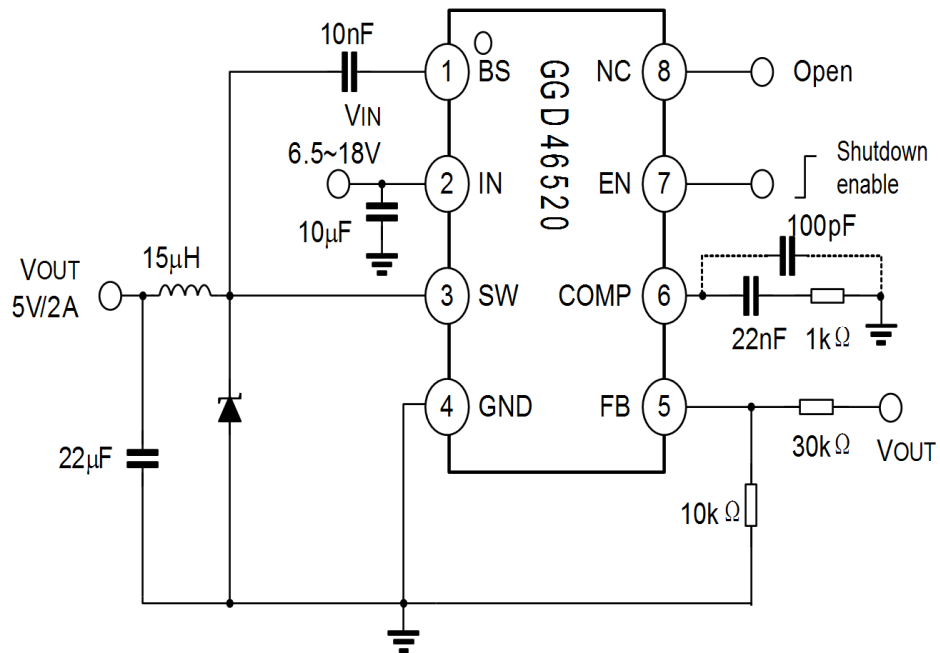 10nF
1
BS
GGD46520
NC
8
Open
VIN
6.5~18V
2
IN
EN
7
Shutdown
enable
10μF
100pF
VOUT
5V/2A
15μH
3
SW
COMP
6
22nF
1kΩ
4
GND
FB
5
30kΩ
VOUT
22μF
10kΩ